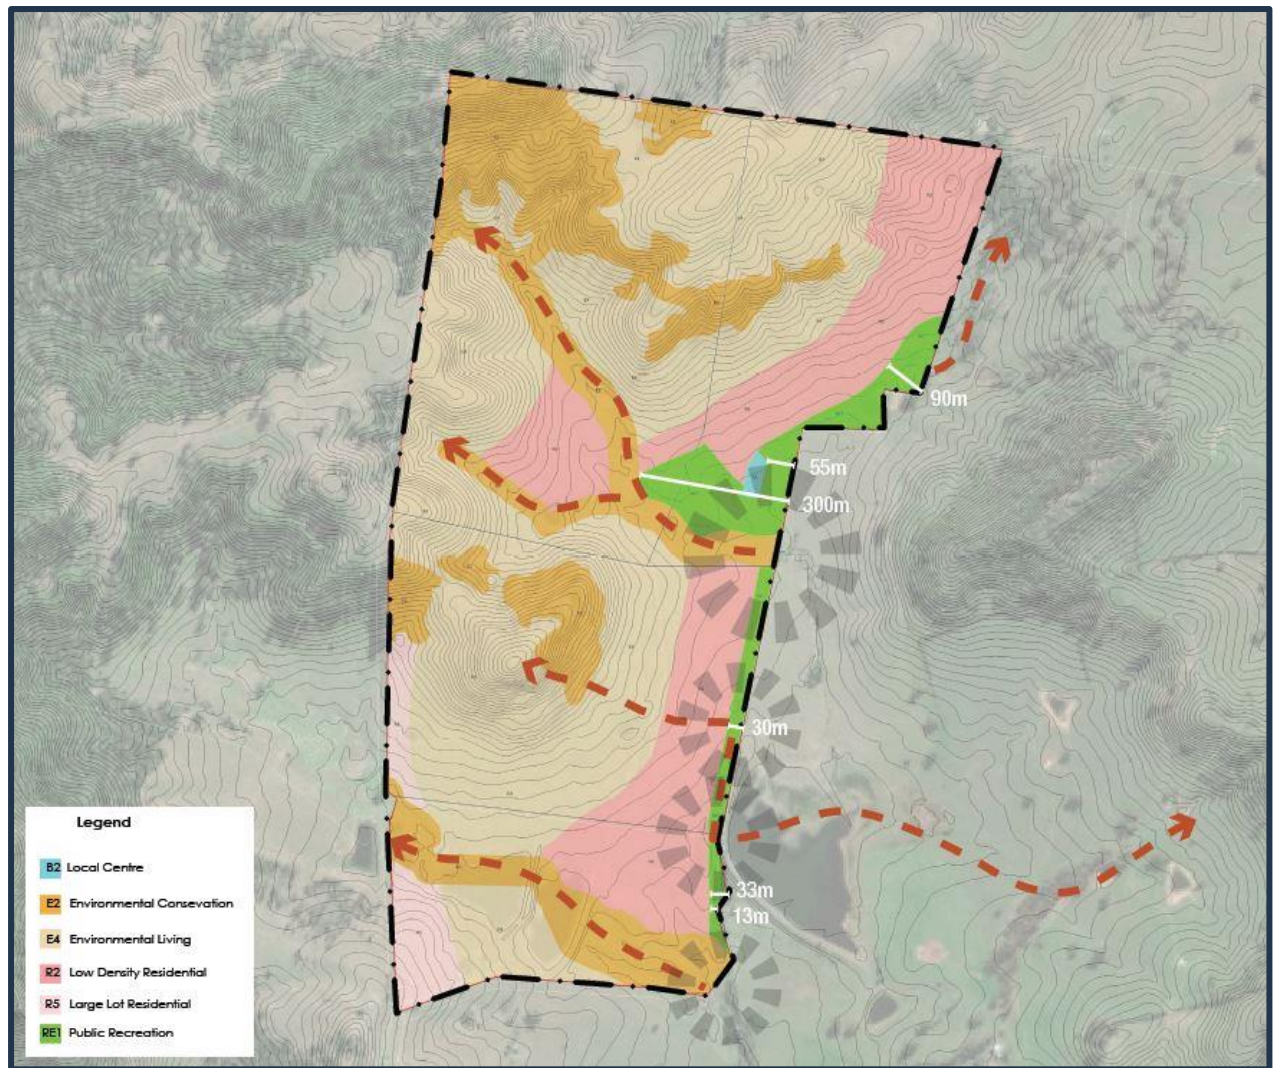 90m
55m
300m
30m
33m
13m
Legend
B2 Local Centre
E2 Environmental Consevation
E4 Environmental Living
R2 Low Density Residential
R5 Large Lot Residential
RE1 Public Recreation